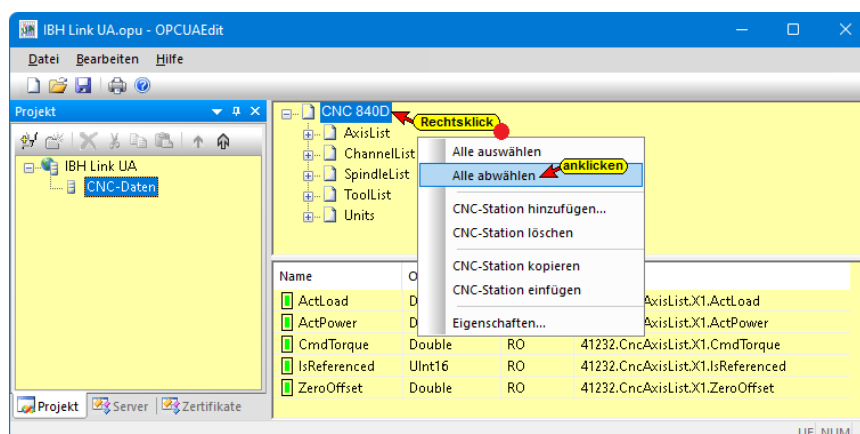 IBH Link UA.opu - OPCUAEdit
Datei Bearbeiten Hilfe
Projekt
IBH Link UA
CNC-Daten
CNC 840D
Rechtsklick
AxisList
ChannelList
SpindleList
ToolList
Units
Alle auswählen
Alle abwählen
anklicken
CNC-Station hinzufügen...
CNC-Station löschen
CNC-Station kopieren
CNC-Station einfügen
Eigenschaften...
Name O
ActLoad D AxisList.X1.ActLoad
ActPower D AxisList.X1.ActPower
CmdTorque Double RO 41232.CncAxisList.X1.CmdTorque
IsReferenced UInt16 RO 41232.CncAxisList.X1.IsReferenced
ZeroOffset Double RO 41232.CncAxisList.X1.ZeroOffset
Projekt Server Zertifikate
UF NUM